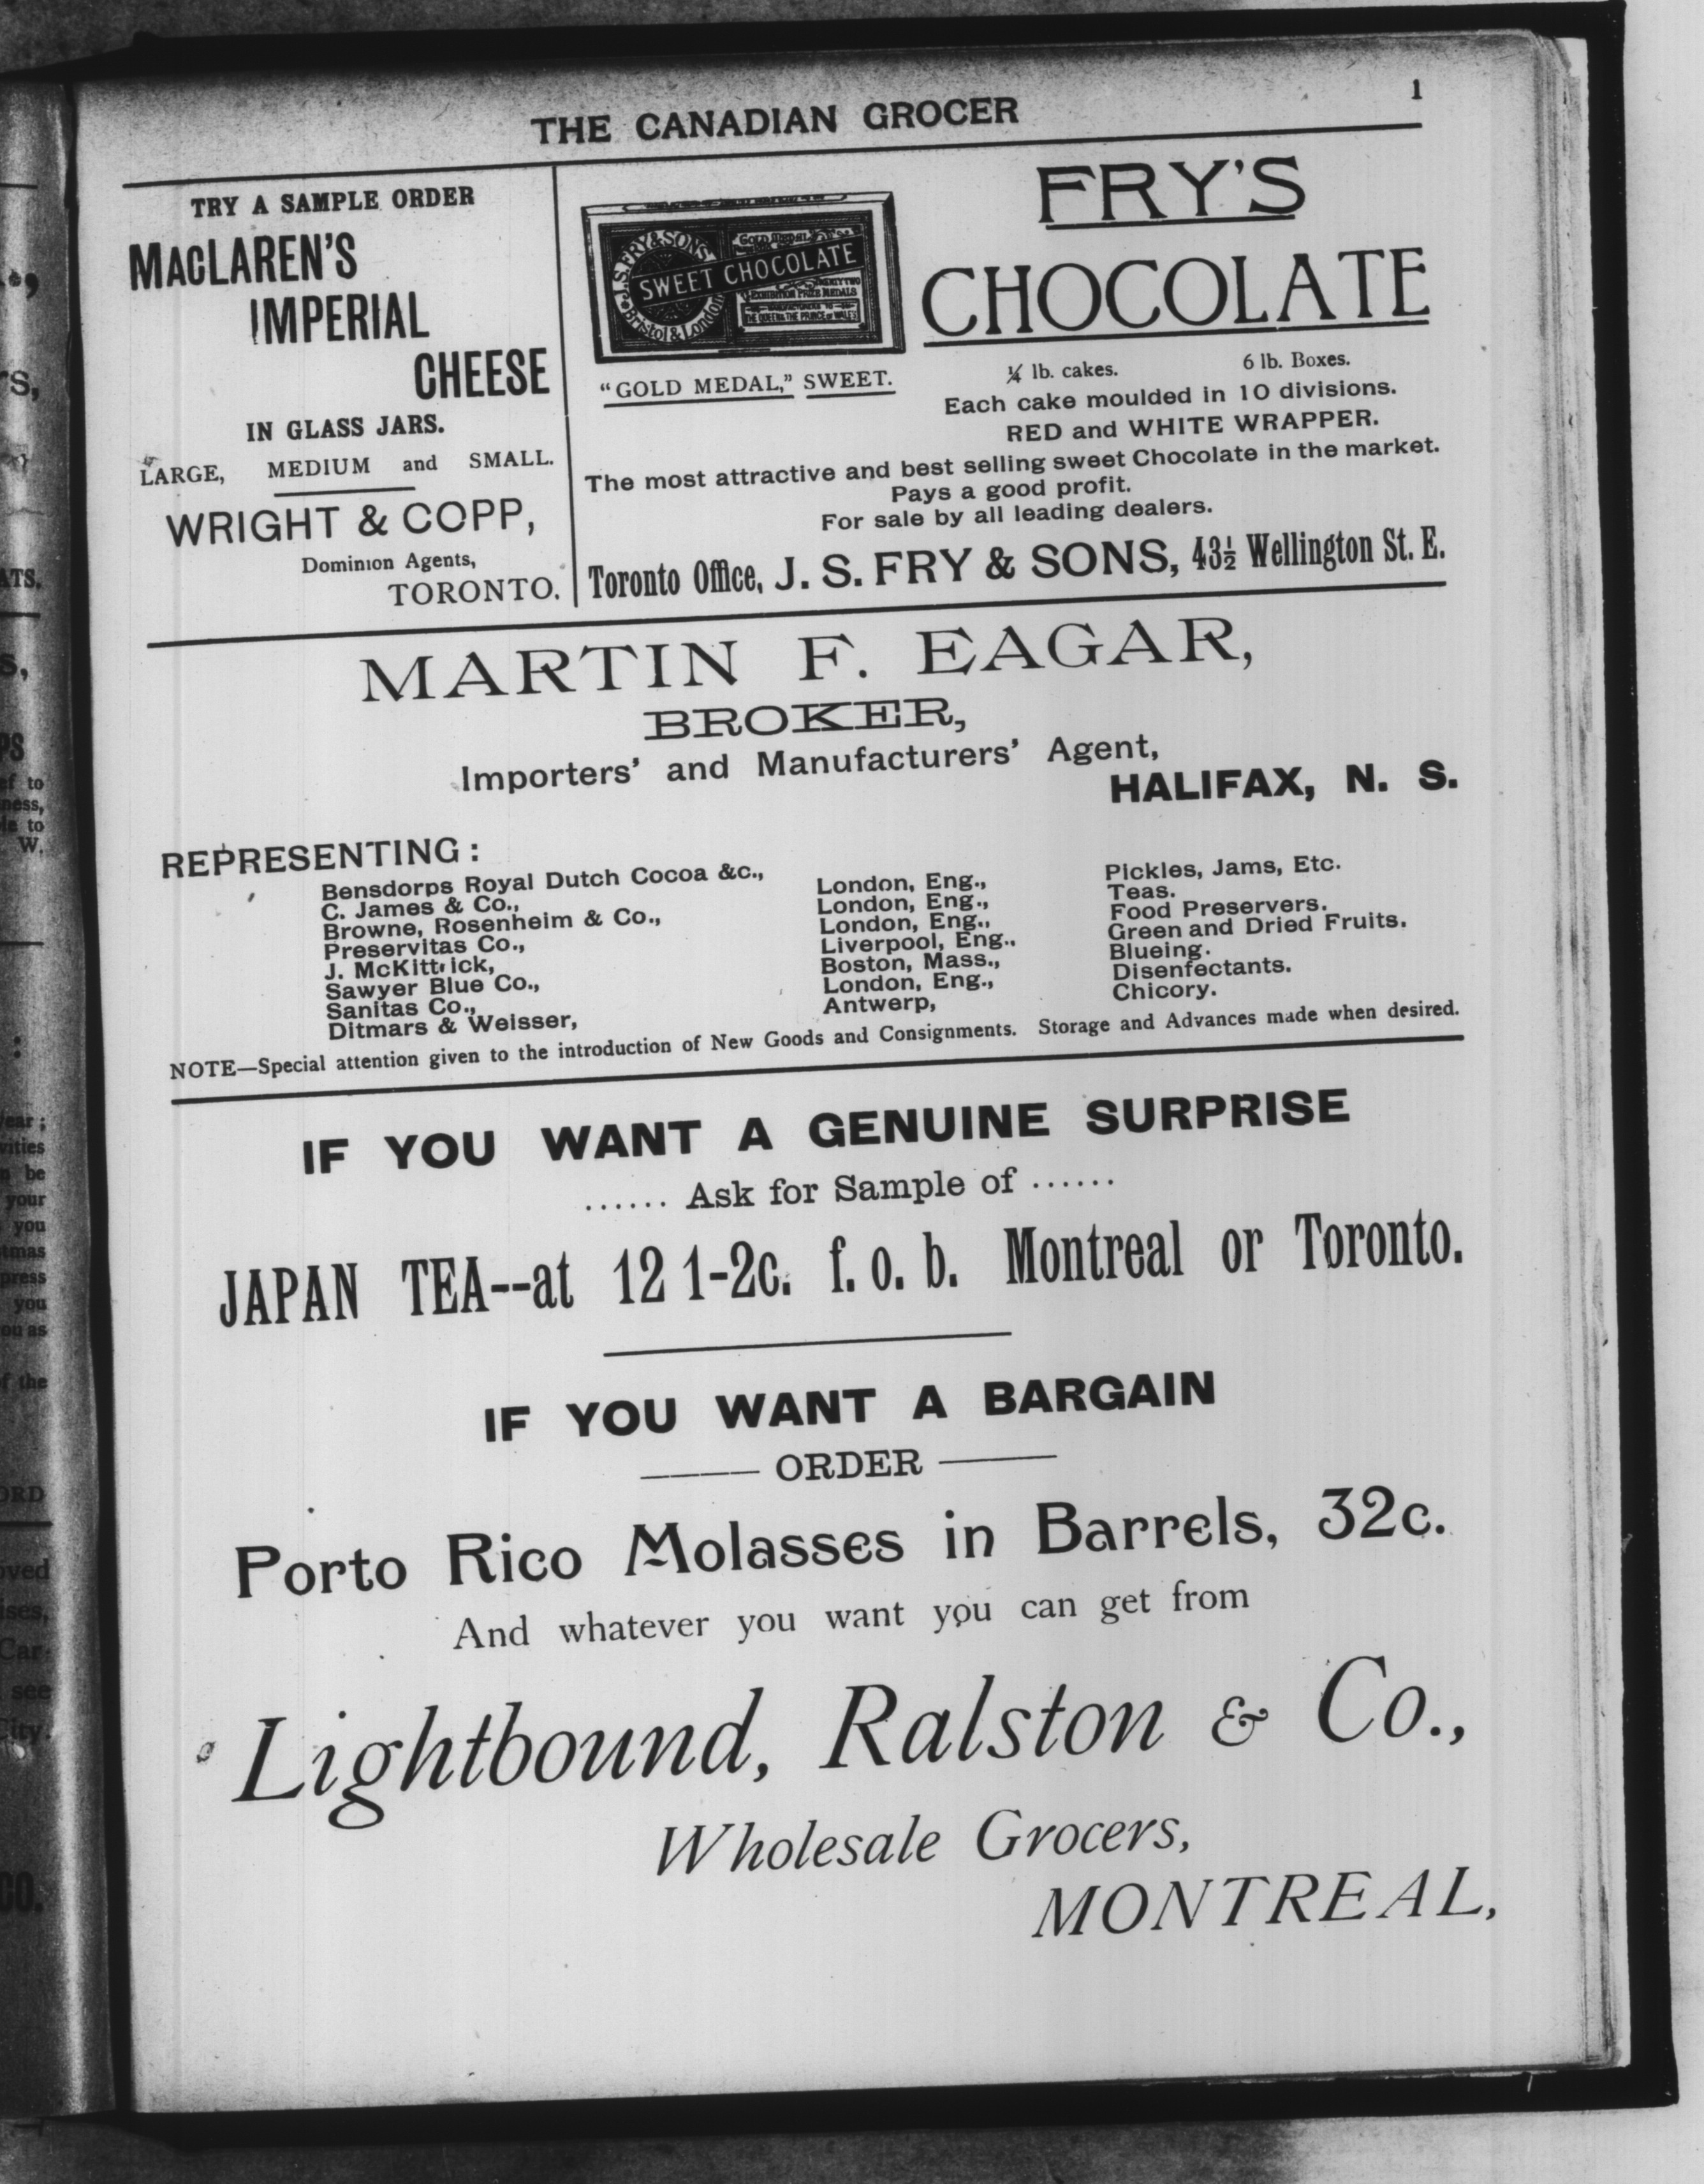 THE CANADIAN GROCER 1
TRY A SAMPLE ORDER
MACLAREN'S
IMPERIAL
CHEESE
IN GLASS JARS.
LARGE, MEDIUM and SMALL.
WRIGHT & COPP,
Dominion Agents,
TORONTO.
J. S. FRY & SONS
Bristol & London
GOLD MEDAL
SWEET CHOCOLATE
"GOLD MEDAL," SWEET.
FRY'S
CHOCOLATE
¼ lb. cakes. 6 lb. Boxes.
Each cake moulded in 10 divisions.
RED and WHITE WRAPPER.
The most attractive and best selling sweet Chocolate in the market.
Pays a good profit.
For sale by all leading dealers.
Toronto Office, J. S. FRY & SONS, 43½ Wellington St. E.
MARTIN F. EAGAR,
BROKER,
Importers' and Manufacturers' Agent,
HALIFAX, N. S.
REPRESENTING :
Bensdorps Royal Dutch Cocoa &c.,
C. James & Co., London, Eng., Pickles, Jams, Etc.
Browne, Rosenheim & Co., London, Eng., Teas.
Preservitas Co., London, Eng., Food Preservers.
J. McKittrick, Liverpool, Eng., Green and Dried Fruits.
Sawyer Blue Co., Boston, Mass., Blueing.
Sanitas Co., London, Eng., Disenfectants.
Ditmars & Weisser, Antwerp, Chicory.
NOTE—Special attention given to the introduction of New Goods and Consignments. Storage and Advances made when desired.
IF YOU WANT A GENUINE SURPRISE
...... Ask for Sample of ......
JAPAN TEA--at 12 1-2c. f. o. b. Montreal or Toronto.
IF YOU WANT A BARGAIN
ORDER
Porto Rico Molasses in Barrels, 32c.
And whatever you want you can get from
Lightbound, Ralston & Co.,
Wholesale Grocers,
MONTREAL,